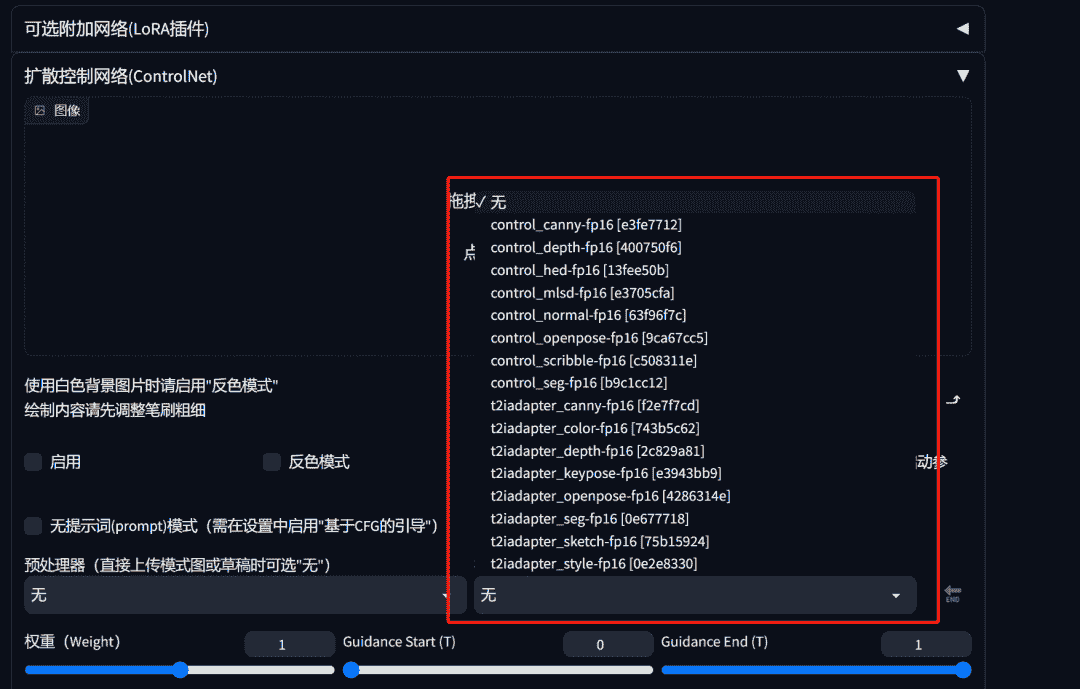 可选附加网络(LoRA插件)
扩散控制网络(ControlNet)
图像
拖拽
✓ 无
control_canny-fp16 [e3fe7712]
control_depth-fp16 [400750f6]
点
control_hed-fp16 [13fee50b]
control_mlsd-fp16 [e3705cfa]
control_normal-fp16 [63f96f7c]
control_openpose-fp16 [9ca67cc5]
control_scribble-fp16 [c508311e]
control_seg-fp16 [b9c1cc12]
t2iadapter_canny-fp16 [f2e7f7cd]
t2iadapter_color-fp16 [743b5c62]
t2iadapter_depth-fp16 [2c829a81]
t2iadapter_keypose-fp16 [e3943bb9]
t2iadapter_openpose-fp16 [4286314e]
t2iadapter_seg-fp16 [0e677718]
t2iadapter_sketch-fp16 [75b15924]
t2iadapter_style-fp16 [0e2e8330]
使用白色背景图片时请启用"反色模式"
绘制内容请先调整笔刷粗细
启用
反色模式
动参
无提示词(prompt)模式（需在设置中启用"基于CFG的引导"）
预处理器（直接上传模式图或草稿时可选"无"）
无
无
END
权重（Weight）
1
Guidance Start (T)
0
Guidance End (T)
1